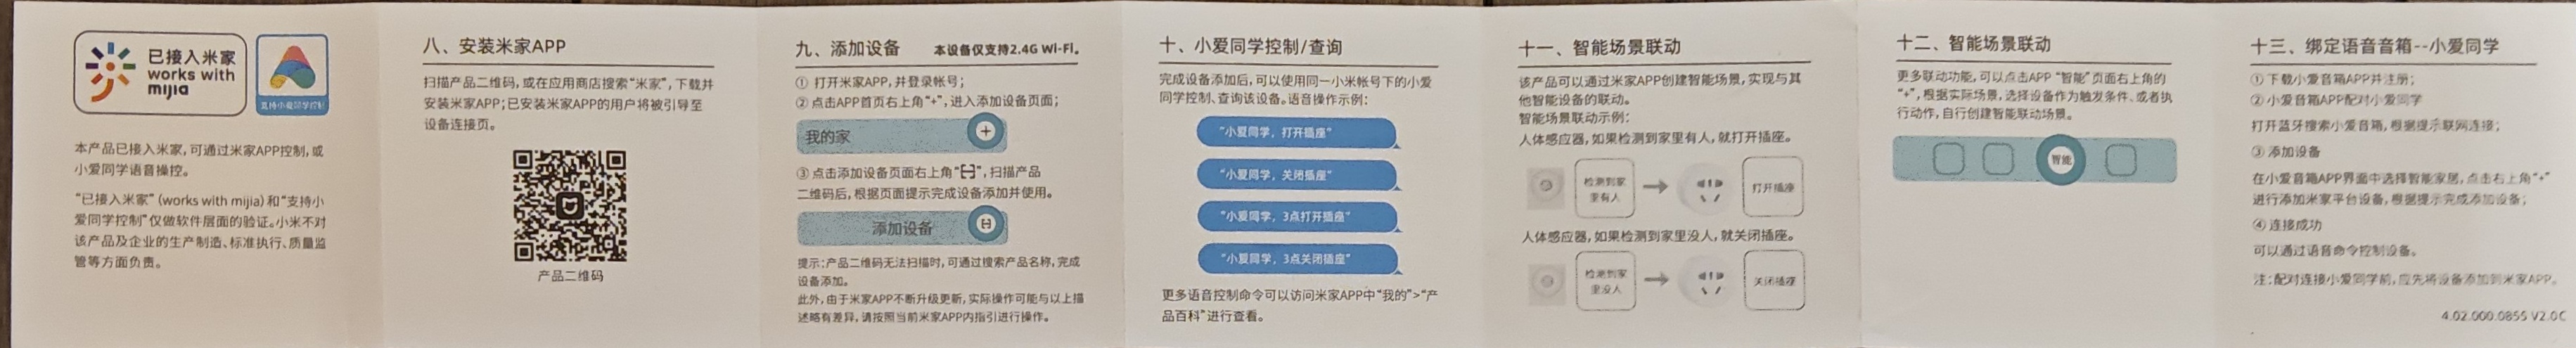 已接入米家
works with
mijia
支持小爱同学控制
本产品已接入米家,可通过米家APP控制,或
小爱同学语音操控。
“已接入米家”(works with mijia)和“支持小
爱同学控制”仅做软件层面的验证。小米不对
该产品及企业的生产制造、标准执行、质量监
管等方面负责。
八、安装米家APP
扫描产品二维码,或在应用商店搜索“米家”,下载并
安装米家APP;已安装米家APP的用户将被引导至
设备连接页。
产品二维码
九、添加设备 本设备仅支持2.4G Wi-Fi。
① 打开米家APP,并登录帐号;
② 点击APP首页右上角“+”,进入添加设备页面;
我的家 +
③ 点击添加设备页面右上角“[-]”,扫描产品
二维码后,根据页面提示完成设备添加并使用。
添加设备
提示:产品二维码无法扫描时,可通过搜索产品名称,完成
设备添加。
此外,由于米家APP不断升级更新,实际操作可能与以上描
述略有差异,请按照当前米家APP内指引进行操作。
十、小爱同学控制/查询
完成设备添加后,可以使用同一小米帐号下的小爱
同学控制、查询该设备。语音操作示例:
“小爱同学,打开插座”
“小爱同学,关闭插座”
“小爱同学,3点打开插座”
“小爱同学,3点关闭插座”
更多语音控制命令可以访问米家APP中“我的”>“产
品百科”进行查看。
十一、智能场景联动
该产品可以通过米家APP创建智能场景,实现与其
他智能设备的联动。
智能场景联动示例:
人体感应器,如果检测到家里有人,就打开插座。
检测到家
里有人
打开插座
人体感应器,如果检测到家里没人,就关闭插座。
检测到家
里没人
关闭插座
十二、智能场景联动
更多联动功能,可以点击APP “智能”页面右上角的
“+”,根据实际场景,选择设备作为触发条件、或者执
行动作,自行创建智能联动场景。
智能
十三、绑定语音音箱--小爱同学
① 下载小爱音箱APP并注册;
② 小爱音箱APP配对小爱同学
打开蓝牙搜索小爱音箱,根据提示联网连接;
③ 添加设备
在小爱音箱APP界面中选择智能家居,点击右上角“+”
进行添加米家平台设备,根据提示完成添加设备;
④ 连接成功
可以通过语音命令控制设备。
注:配对连接小爱同学前,应先将设备添加到米家APP。
4.02.000.0855 V2.0C